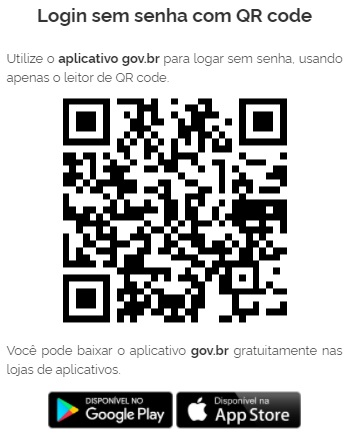 Login sem senha com QR code
Utilize o aplicativo gov.br para logar sem senha, usando
apenas o leitor de QR code.
Você pode baixar o aplicativo gov.br gratuitamente nas
lojas de aplicativos.
DISPONÍVEL NO
Google Play
Disponível na
App Store